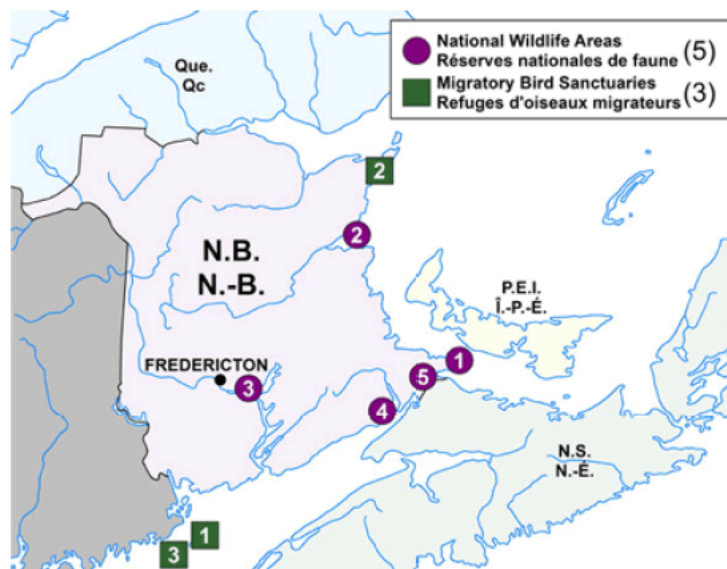 National Wildlife Areas
Réserves nationales de faune (5)
Migratory Bird Sanctuaries
Refuges d'oiseaux migrateurs (3)
Que.
Qc
2
2
N.B.
N.-B.
P.E.I.
Î.-P.-É.
FREDERICTON
1
5
3
4
N.S.
N.-É.
1
3